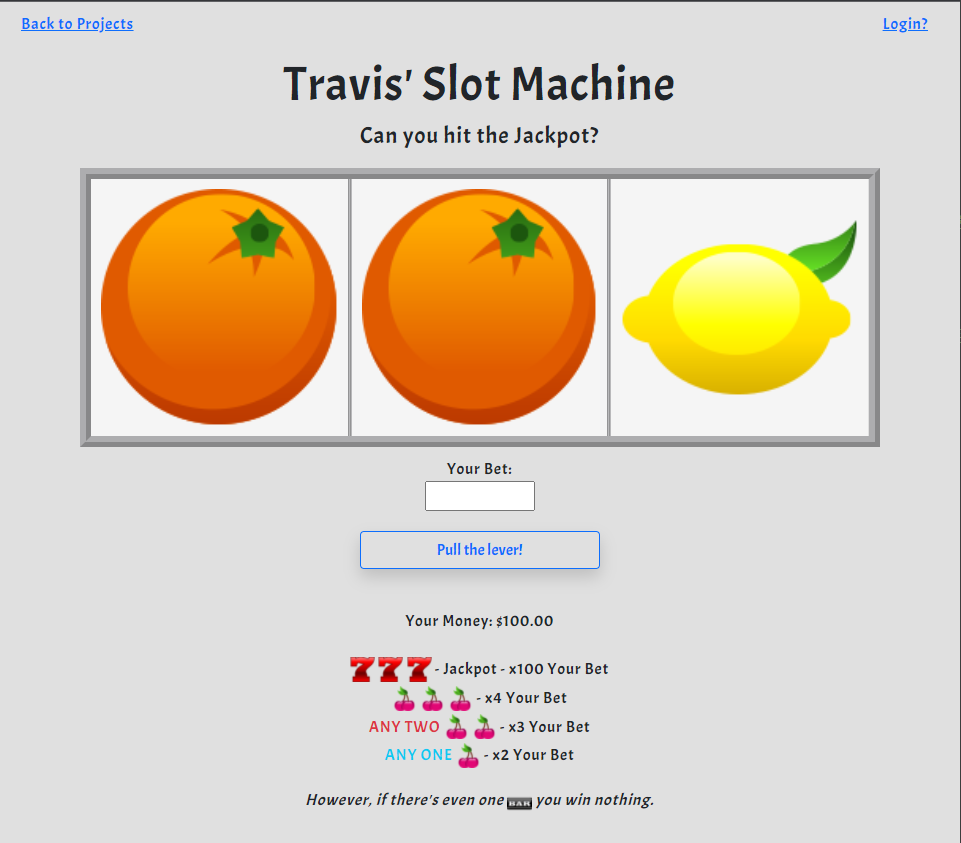 Back to Projects
Login?
Travis' Slot Machine
Can you hit the Jackpot?
Your Bet:
Pull the lever!
Your Money: $100.00
777 - Jackpot - x100 Your Bet
- x4 Your Bet
ANY TWO - x3 Your Bet
ANY ONE - x2 Your Bet
However, if there's even one BAR you win nothing.